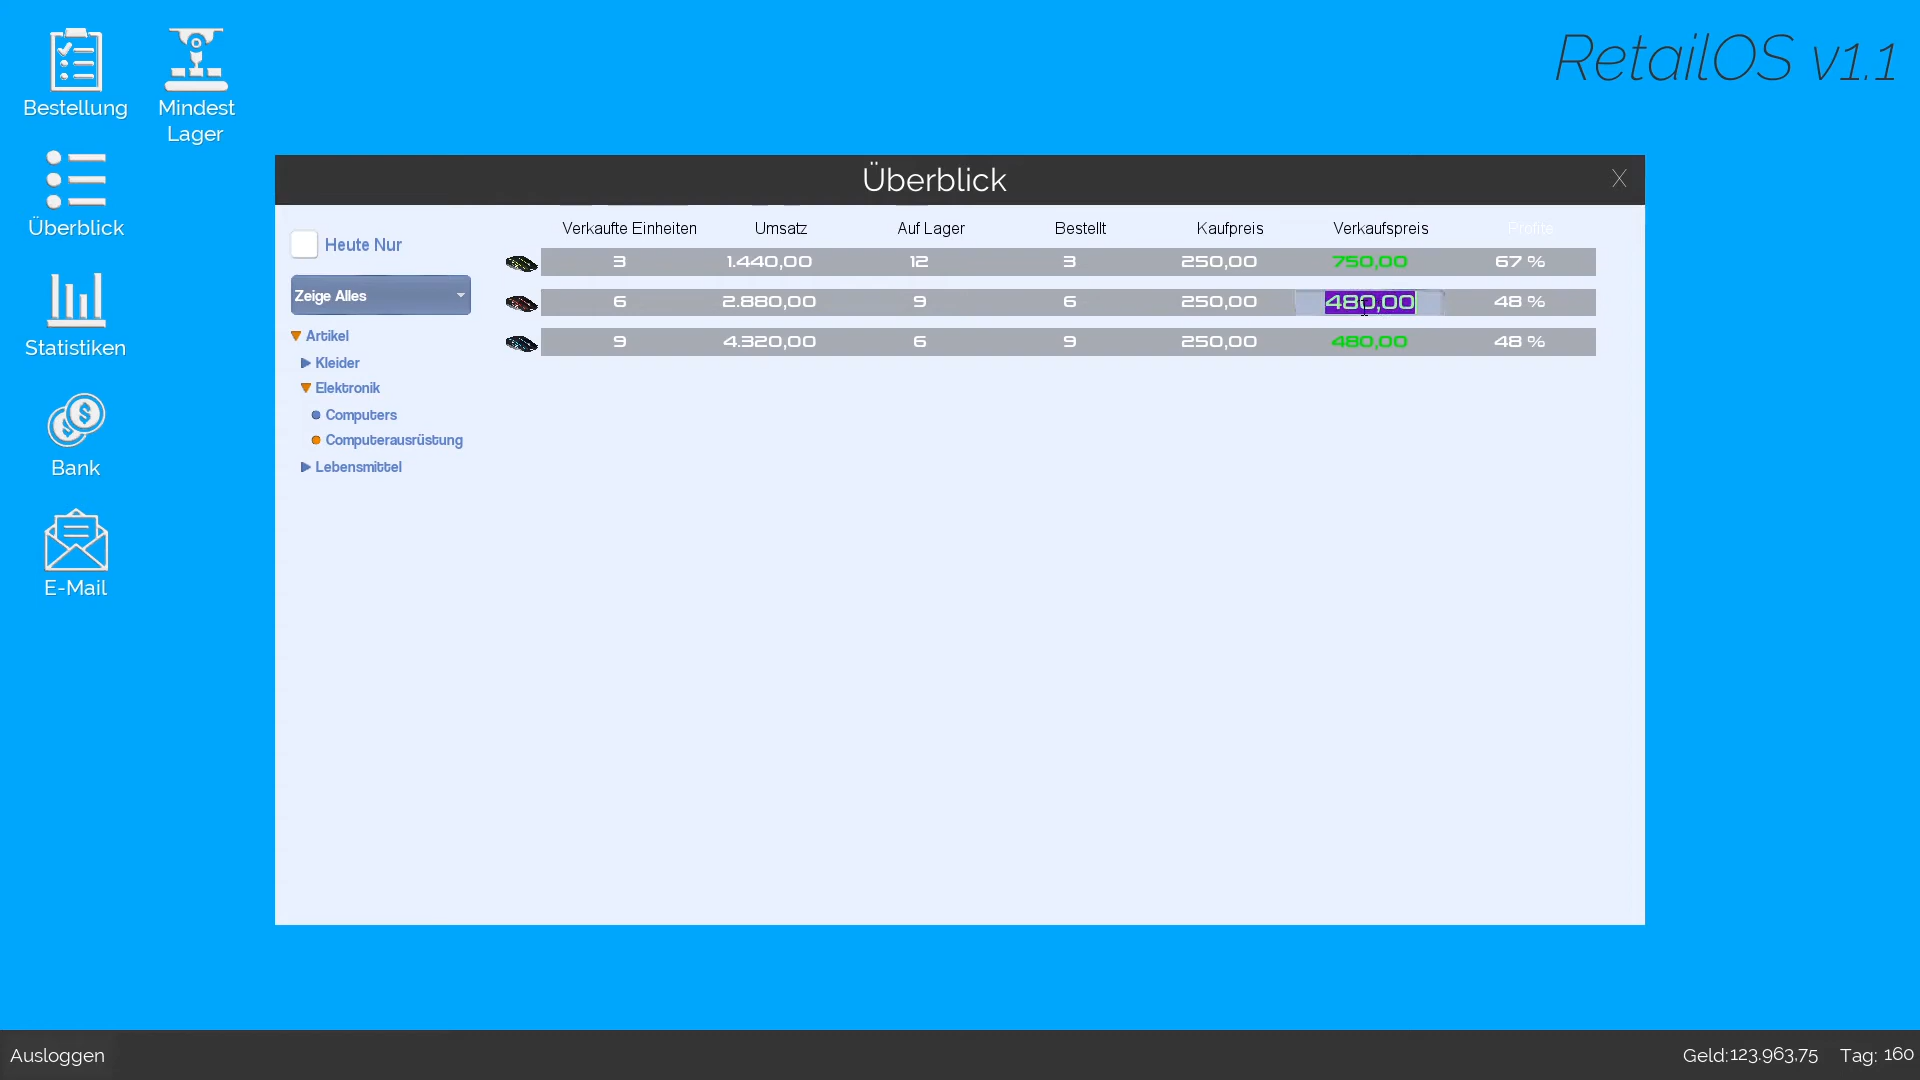 Bestellung
Mindest
Lager
RetailOS v1.1
Überblick
X
Überblick
Statistiken
Bank
E-Mail
Heute Nur
Zeige Alles
Artikel
Kleider
Elektronik
Computers
Computerausrüstung
Lebensmittel
Verkaufte Einheiten Umsatz Auf Lager Bestellt Kaufpreis Verkaufspreis Profite
3 1.440,00 12 3 250,00 750,00 67 %
6 2.880,00 9 6 250,00 480,00 48 %
9 4.320,00 6 9 250,00 480,00 48 %
Ausloggen
Geld: 123.963,75 Tag: 160